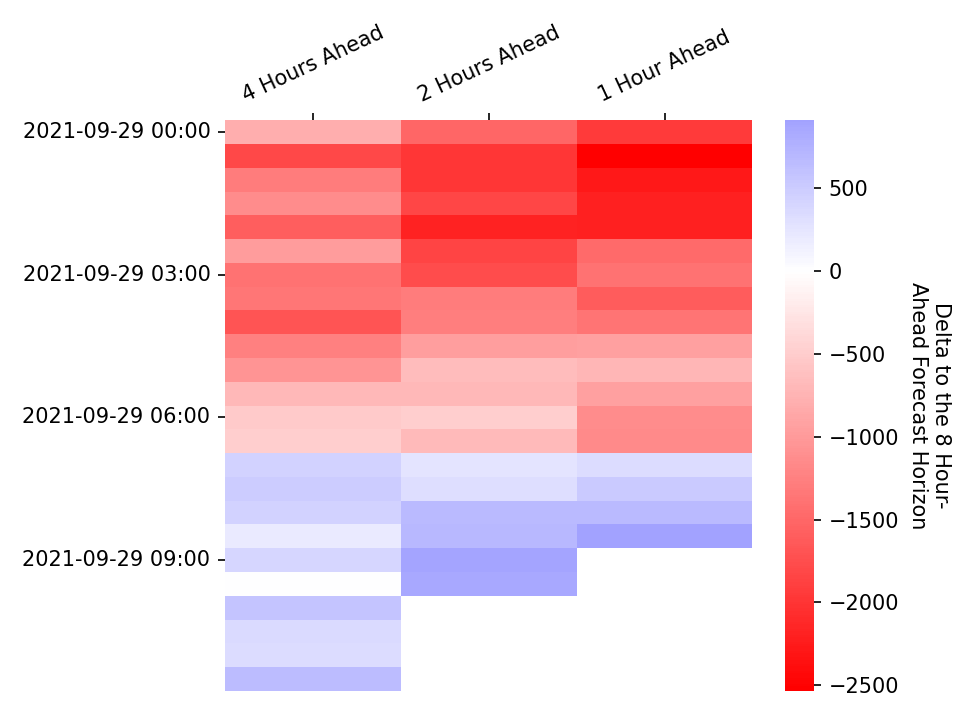 4 Hours Ahead
2 Hours Ahead
1 Hour Ahead
2021-09-29 00:00
2021-09-29 03:00
2021-09-29 06:00
2021-09-29 09:00
500
0
−500
−1000
−1500
−2000
−2500
Delta to the 8 Hour-
Ahead Forecast Horizon